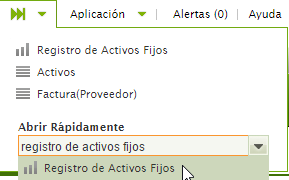 Aplicación Alertas (0) Ayuda
Registro de Activos Fijos
Activos
Factura(Proveedor)
Abrir Rápidamente
registro de activos fijos
Registro de Activos Fijos